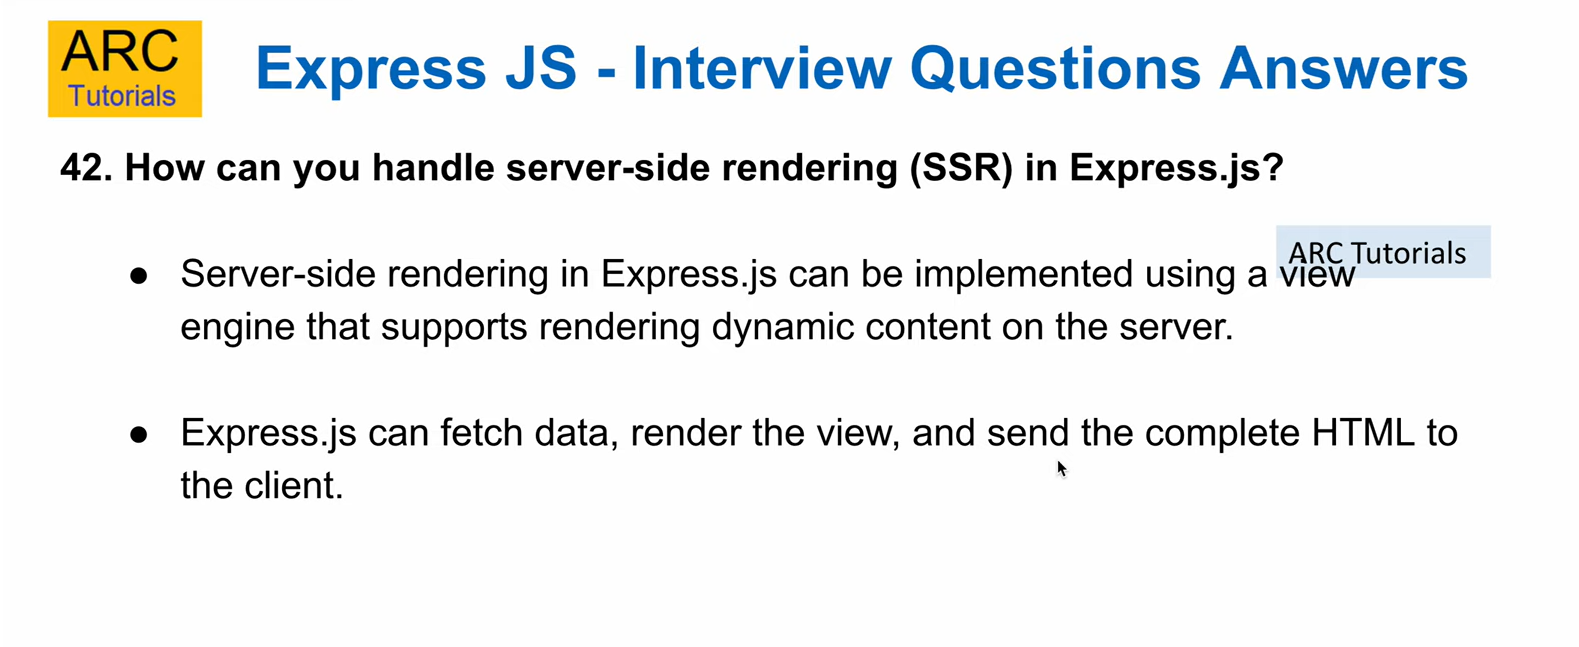 ARC
Tutorials
Express JS - Interview Questions Answers
42. How can you handle server-side rendering (SSR) in Express.js?
ARC Tutorials
● Server-side rendering in Express.js can be implemented using a view
engine that supports rendering dynamic content on the server.
● Express.js can fetch data, render the view, and send the complete HTML to
the client.